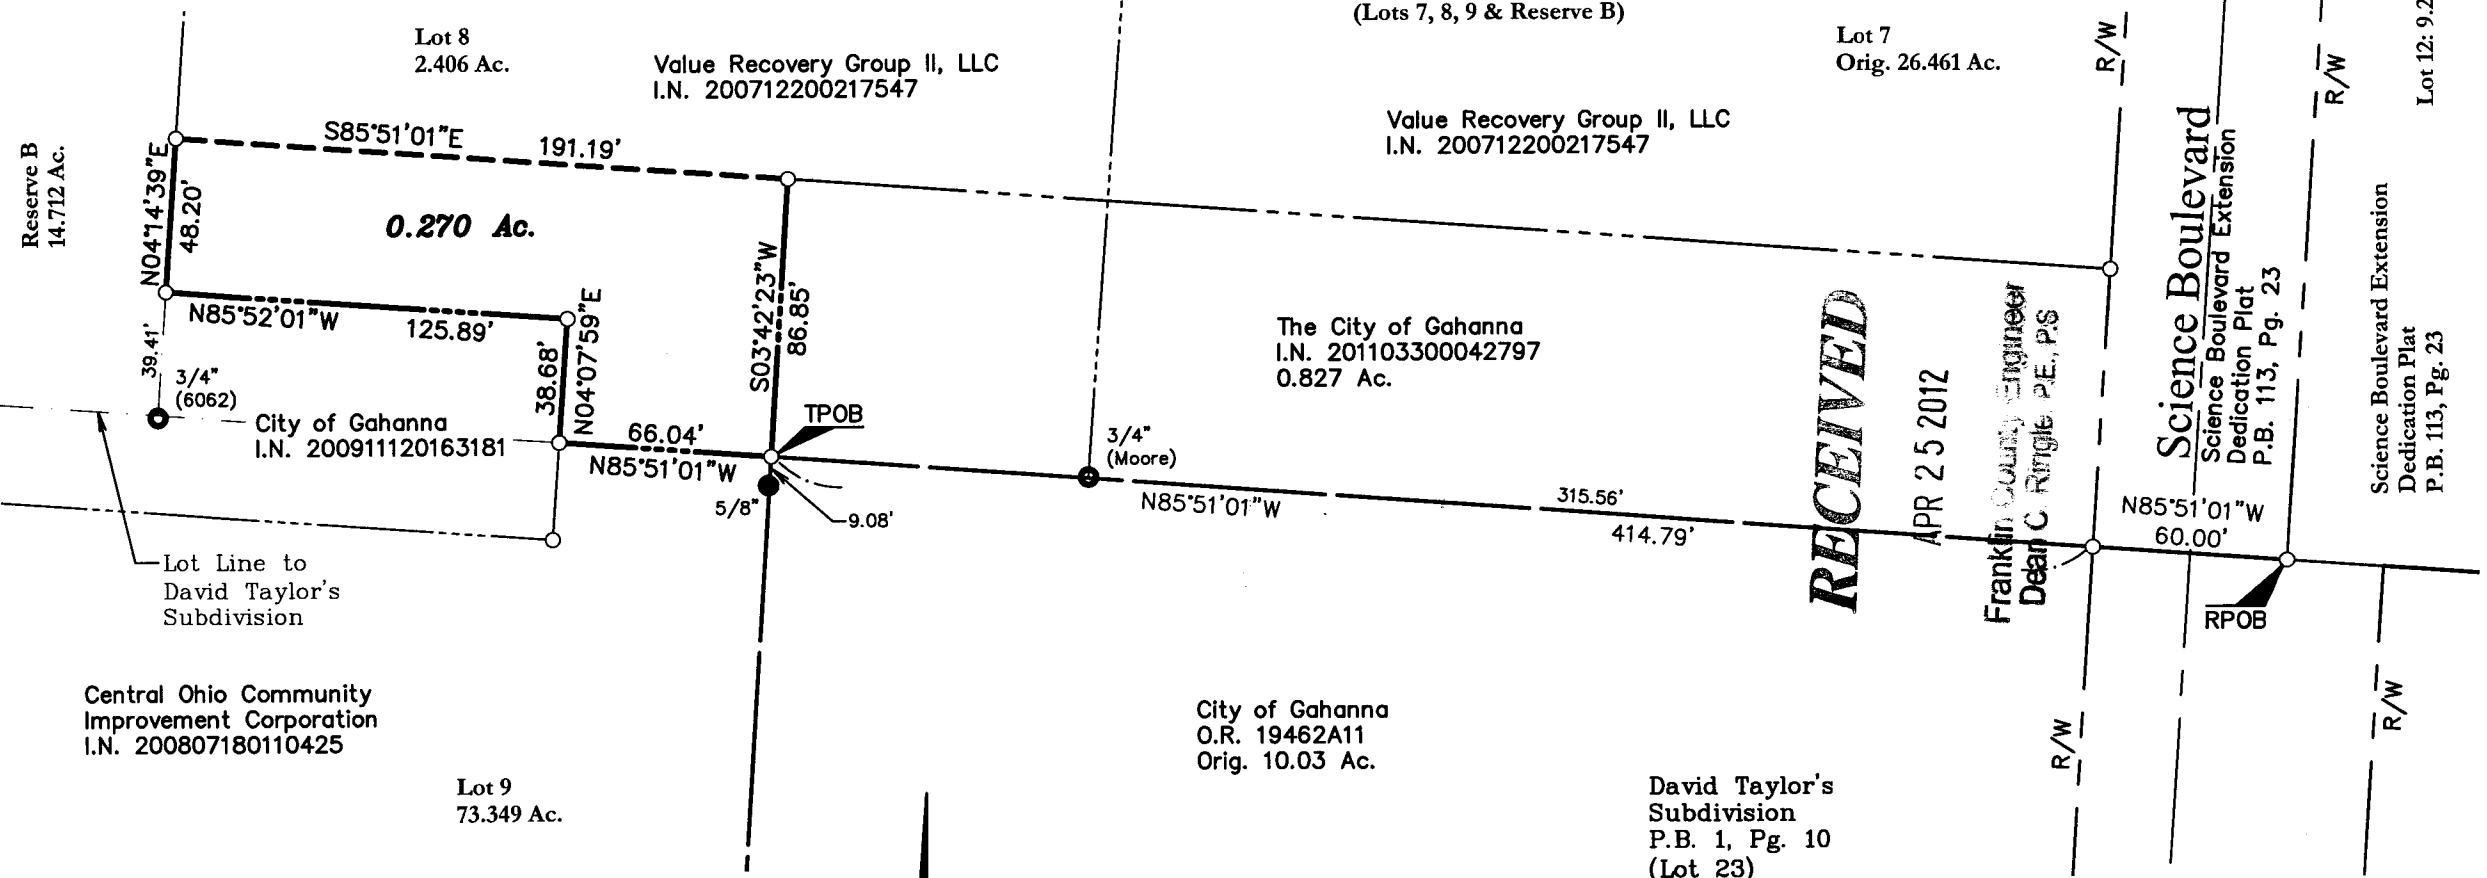 (Lots 7, 8, 9 & Reserve B)
Lot 8
2.406 Ac.
Value Recovery Group II, LLC
I.N. 200712200217547
Lot 7
Orig. 26.461 Ac.
R/W
R/W
Lot 12: 9.2
Value Recovery Group II, LLC
I.N. 200712200217547
Reserve B
14.712 Ac.
S85°51'01"E
191.19'
N04°14'39"E
48.20'
0.270 Ac.
N85°52'01"W
125.89'
39.41'
3/4"
(6062)
38.68'
N04°07'59"E
S03°42'23"W
86.85'
The City of Gahanna
I.N. 201103300042797
0.827 Ac.
RECEIVED
APR 25 2012
Franklin County Engineer
Dean C. Ringle, P.E., P.S
Science Boulevard
Science Boulevard Extension
Dedication Plat
P.B. 113, Pg. 23
Science Boulevard Extension
Dedication Plat
P.B. 113, Pg. 23
City of Gahanna
I.N. 200911120163181
66.04'
N85°51'01"W
TPOB
5/8"
9.08'
3/4"
(Moore)
N85°51'01"W
315.56'
414.79'
N85°51'01"W
60.00'
RPOB
Lot Line to
David Taylor's
Subdivision
Central Ohio Community
Improvement Corporation
I.N. 200807180110425
Lot 9
73.349 Ac.
City of Gahanna
O.R. 19462A11
Orig. 10.03 Ac.
R/W
R/W
David Taylor's
Subdivision
P.B. 1, Pg. 10
(Lot 23)